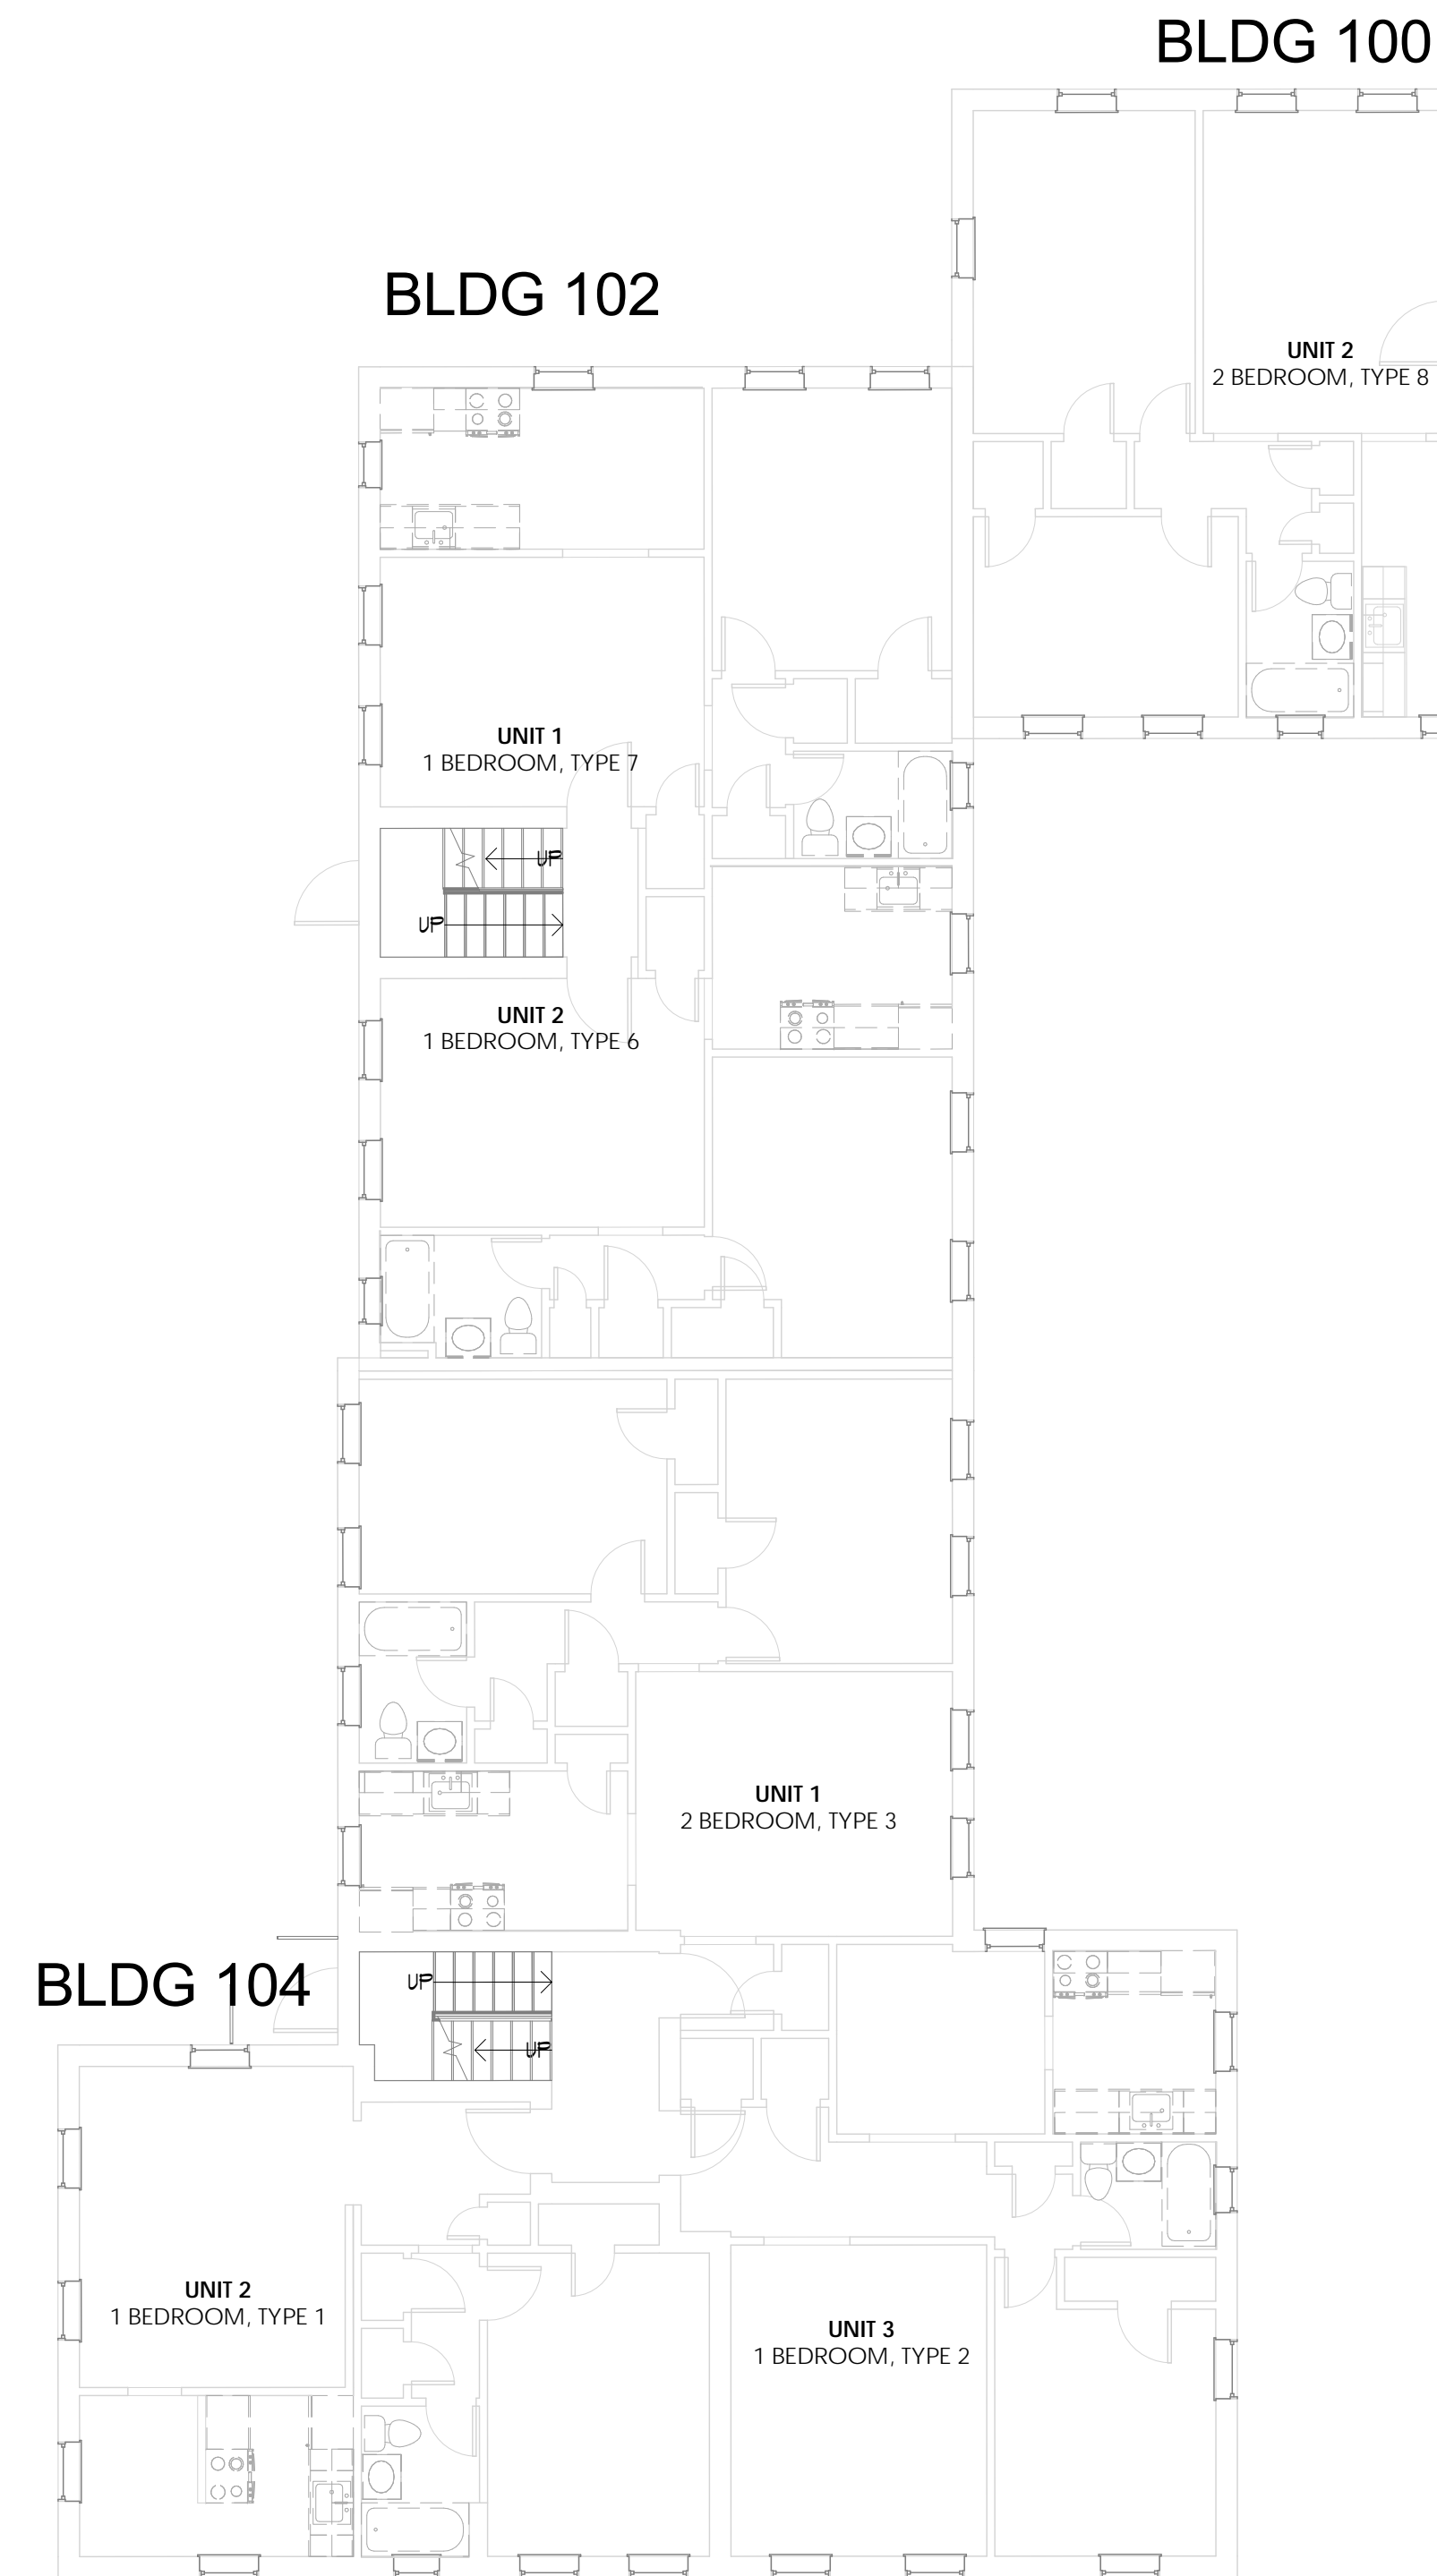 BLDG 100
BLDG 102
UNIT 2
2 BEDROOM, TYPE 8
UNIT 1
1 BEDROOM, TYPE 7
UP
UP
UNIT 2
1 BEDROOM, TYPE 6
UNIT 1
2 BEDROOM, TYPE 3
BLDG 104
UP
UP
UNIT 2
1 BEDROOM, TYPE 1
UNIT 3
1 BEDROOM, TYPE 2